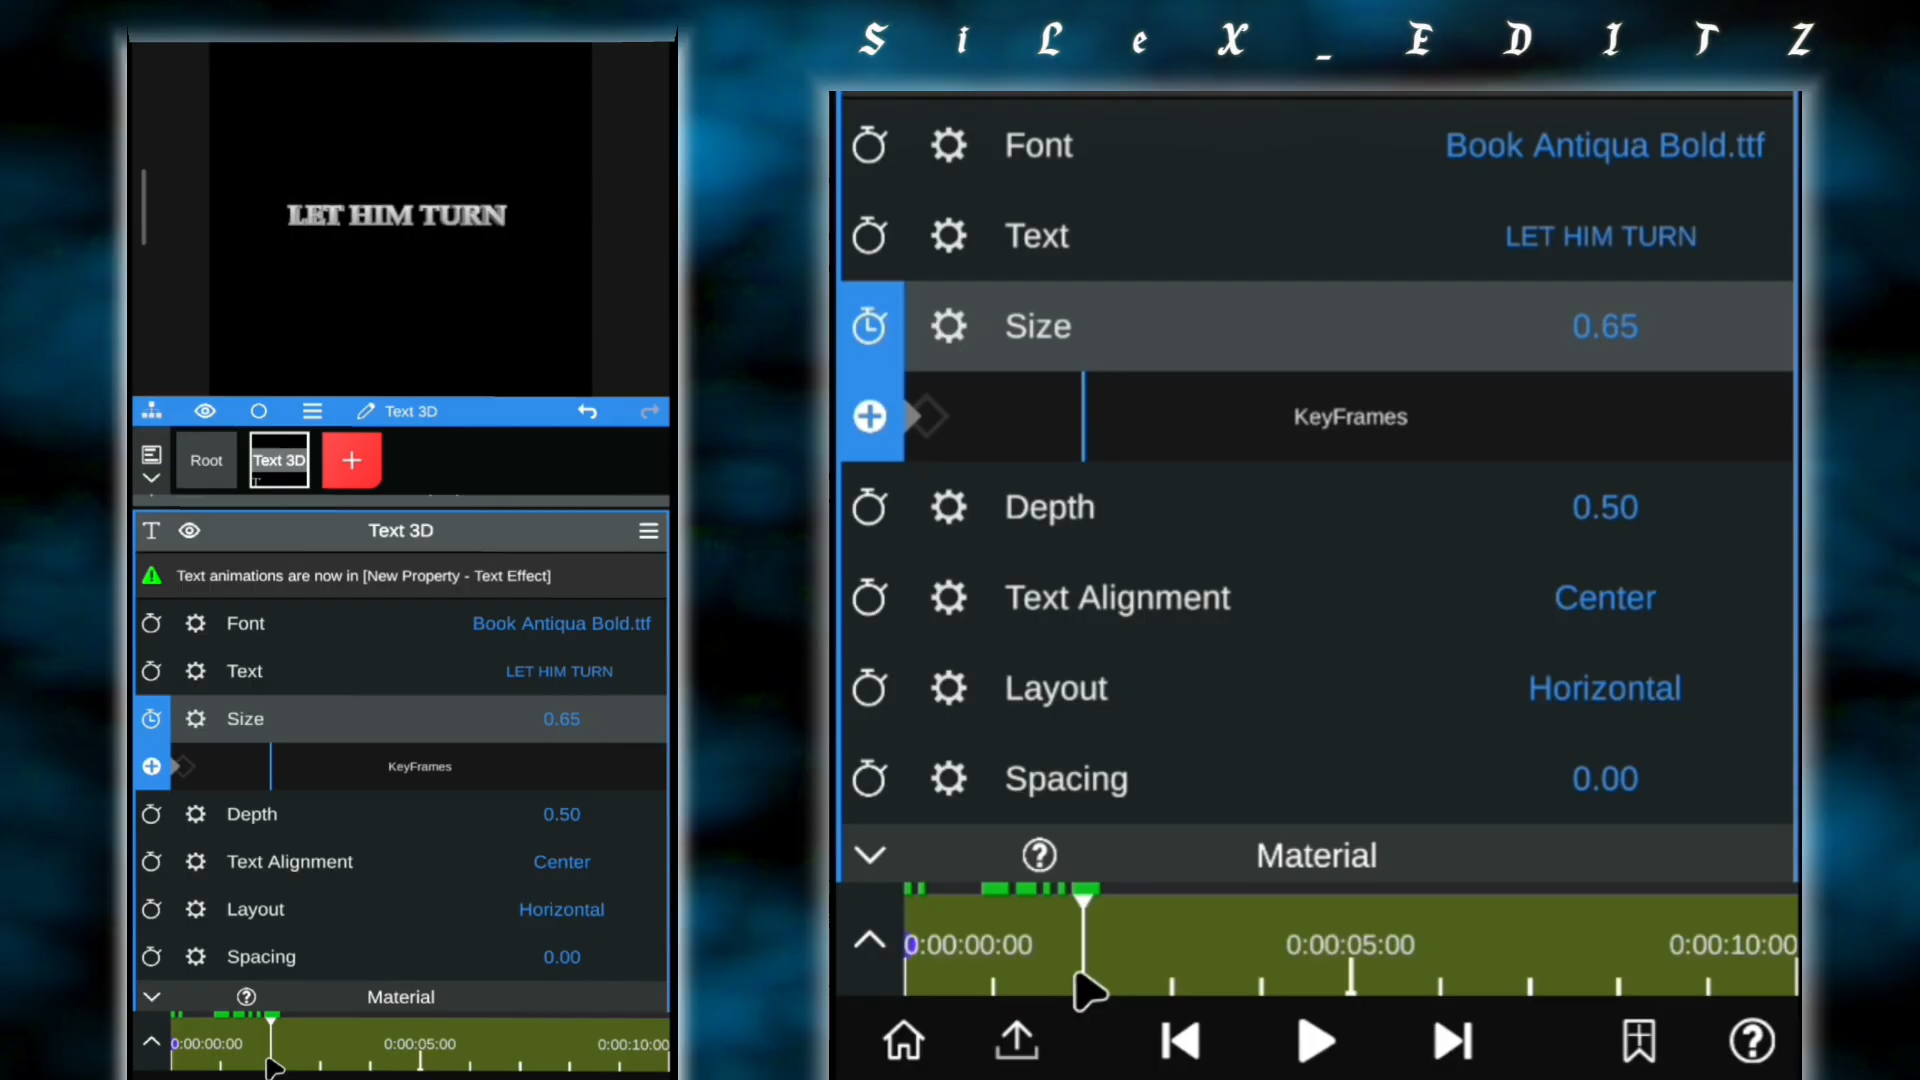 SiLeX_EDITZ
LET HIM TURN
Text 3D
Root
Text 3D
+
T
Text 3D
Text animations are now in [New Property - Text Effect]
Font Book Antiqua Bold.ttf
Text LET HIM TURN
Size 0.65
KeyFrames
Depth 0.50
Text Alignment Center
Layout Horizontal
Spacing 0.00
Material
0:00:00:00 0:00:05:00 0:00:10:00
Font Book Antiqua Bold.ttf
Text LET HIM TURN
Size 0.65
KeyFrames
Depth 0.50
Text Alignment Center
Layout Horizontal
Spacing 0.00
Material
0:00:00:00 0:00:05:00 0:00:10:00